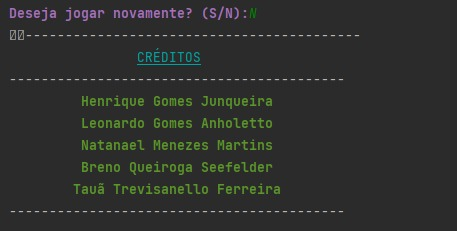 Deseja jogar novamente? (S/N):N
------------------------------------------
CRÉDITOS
------------------------------------------
Henrique Gomes Junqueira
Leonardo Gomes Anholetto
Natanael Menezes Martins
Breno Queiroga Seefelder
Tauã Trevisanello Ferreira
------------------------------------------